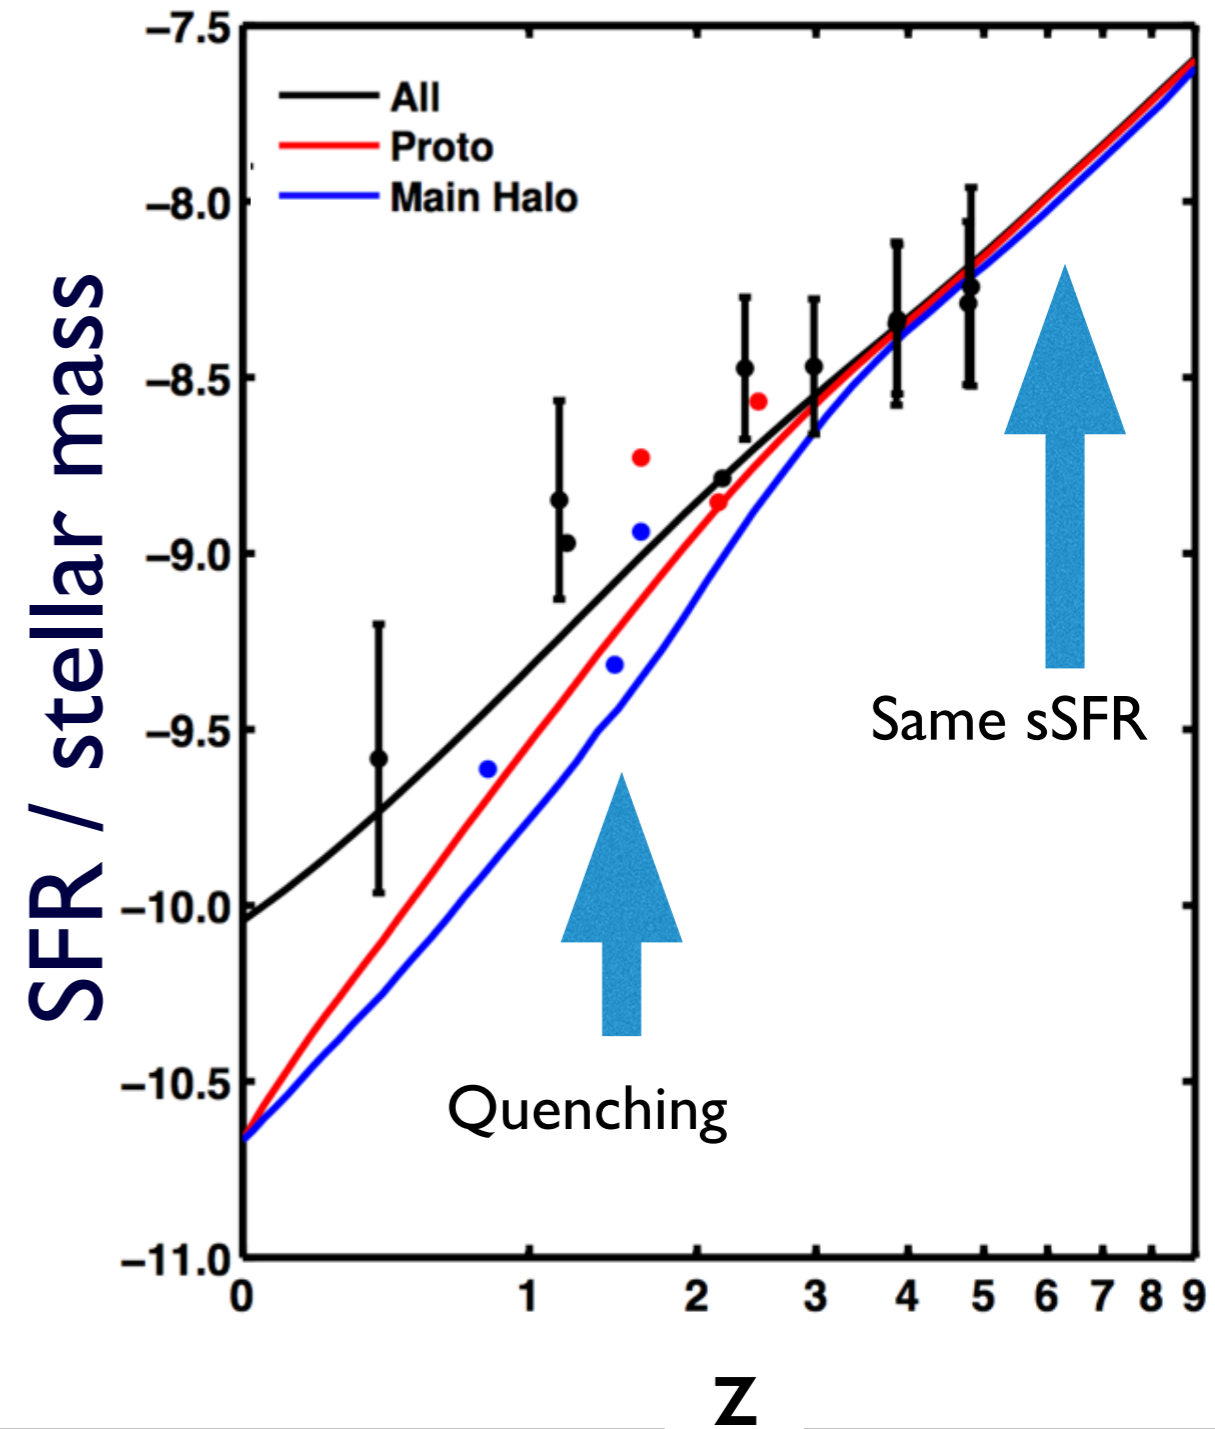 −7.5
−8.0
−8.5
−9.0
−9.5
−10.0
−10.5
−11.0
SFR / stellar mass
All
Proto
Main Halo
Same sSFR
Quenching
0 1 2 3 4 5 6 7 8 9
z